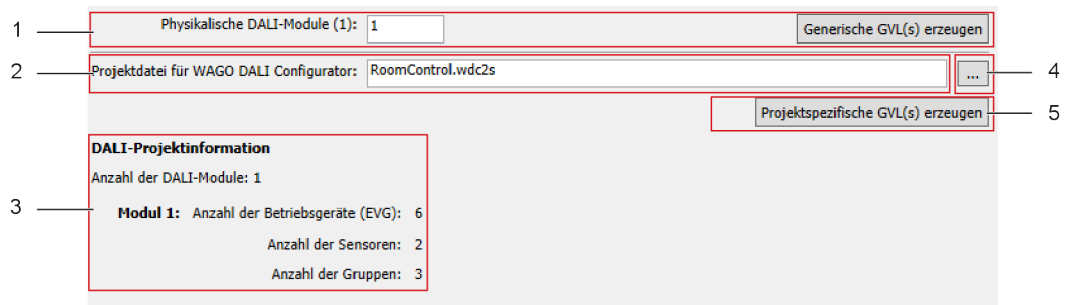 1
Physikalische DALI-Module (1): 1 Generische GVL(s) erzeugen
2
Projektdatei für WAGO DALI Configurator: RoomControl.wdc2s ...
4
Projektspezifische GVL(s) erzeugen
5
DALI-Projektinformation
Anzahl der DALI-Module: 1
3
Modul 1: Anzahl der Betriebsgeräte (EVG): 6
Anzahl der Sensoren: 2
Anzahl der Gruppen: 3